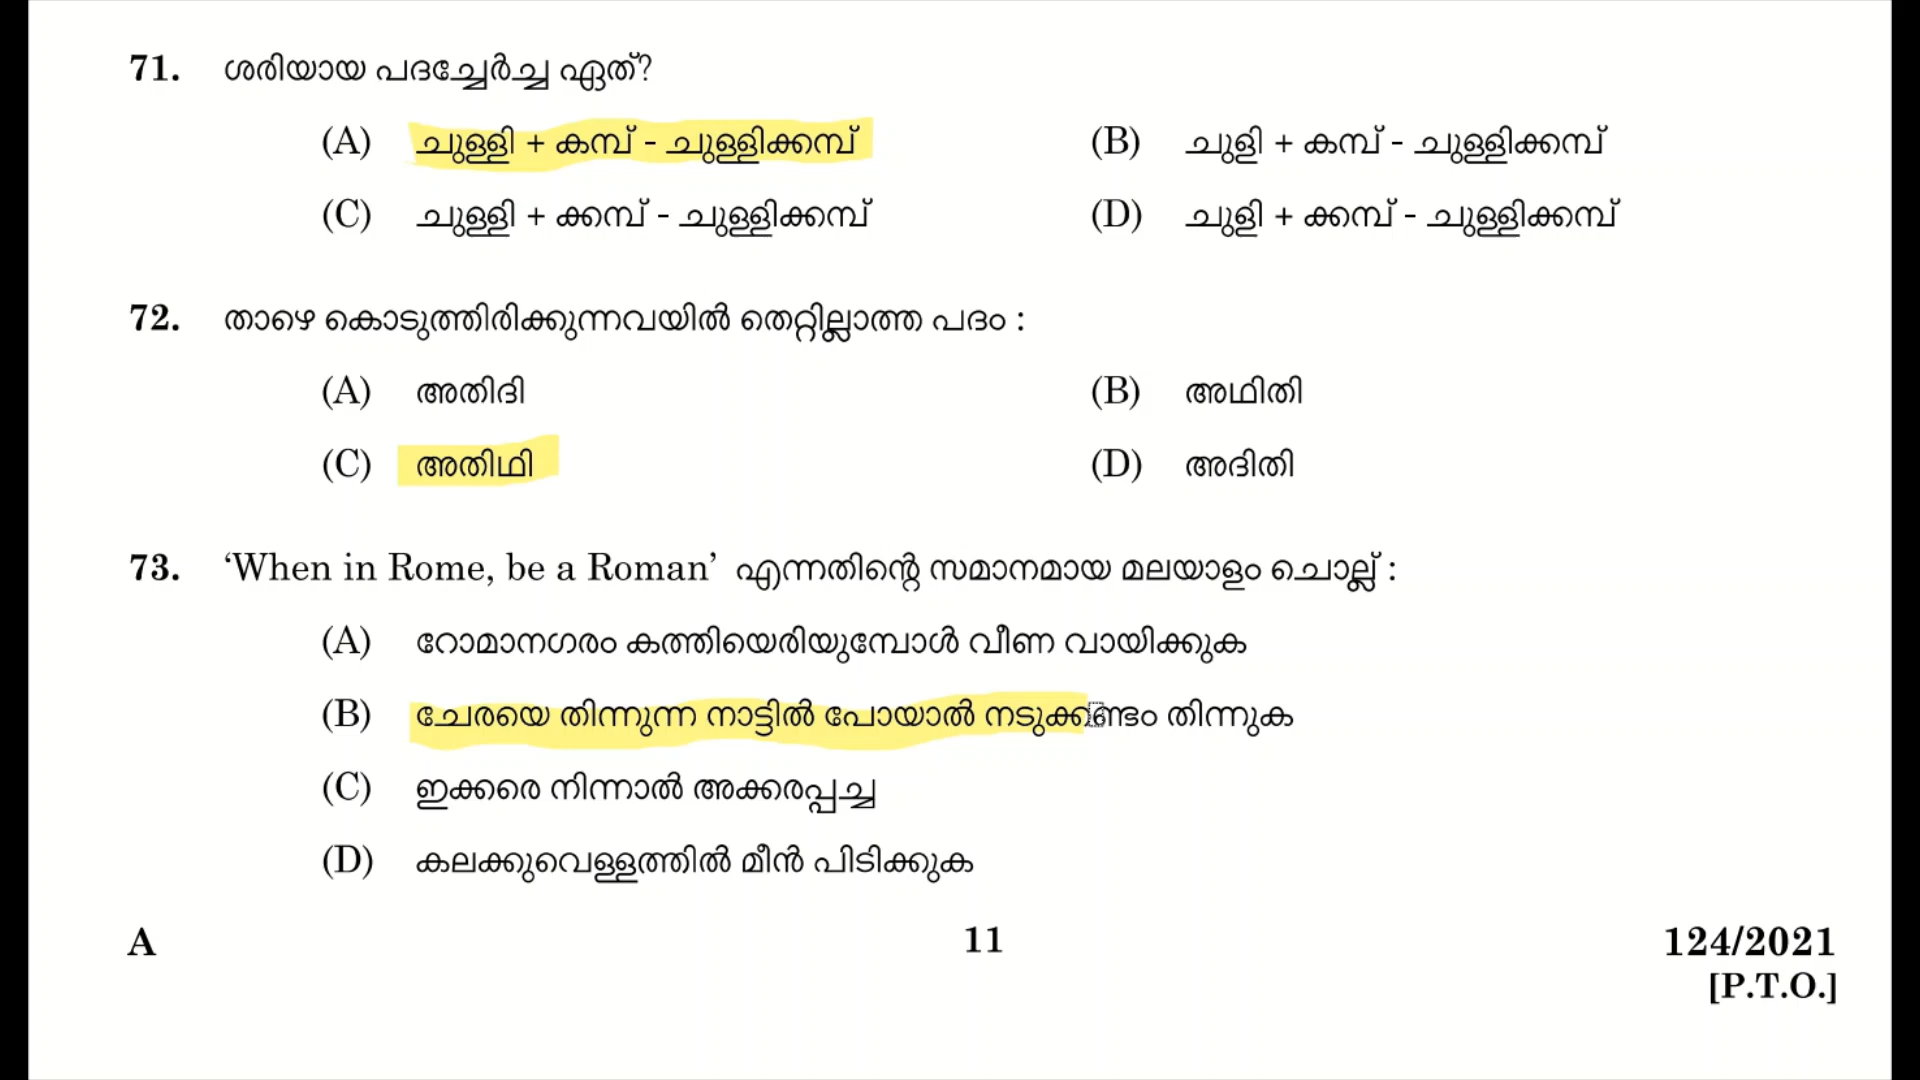 71. ശരിയായ പദച്ചേർച്ച ഏത്?
(A) ചുള്ളി + കമ്പ് - ചുള്ളിക്കമ്പ് (B) ചുളി + കമ്പ് - ചുള്ളിക്കമ്പ്
(C) ചുള്ളി + ക്കമ്പ് - ചുള്ളിക്കമ്പ് (D) ചുളി + ക്കമ്പ് - ചുള്ളിക്കമ്പ്
72. താഴെ കൊടുത്തിരിക്കുന്നവയിൽ തെറ്റില്ലാത്ത പദം :
(A) അതിദി (B) അഥിതി
(C) അതിഥി (D) അദിതി
73. ‘When in Rome, be a Roman’ എന്നതിന്റെ സമാനമായ മലയാളം ചൊല്ല് :
(A) റോമാനഗരം കത്തിയെരിയുമ്പോൾ വീണ വായിക്കുക
(B) ചേരയെ തിന്നുന്ന നാട്ടിൽ പോയാൽ നടുക്കണ്ടം തിന്നുക
(C) ഇക്കരെ നിന്നാൽ അക്കരപ്പച്ച
(D) കലക്കുവെള്ളത്തിൽ മീൻ പിടിക്കുക
A 11 124/2021
[P.T.O.]